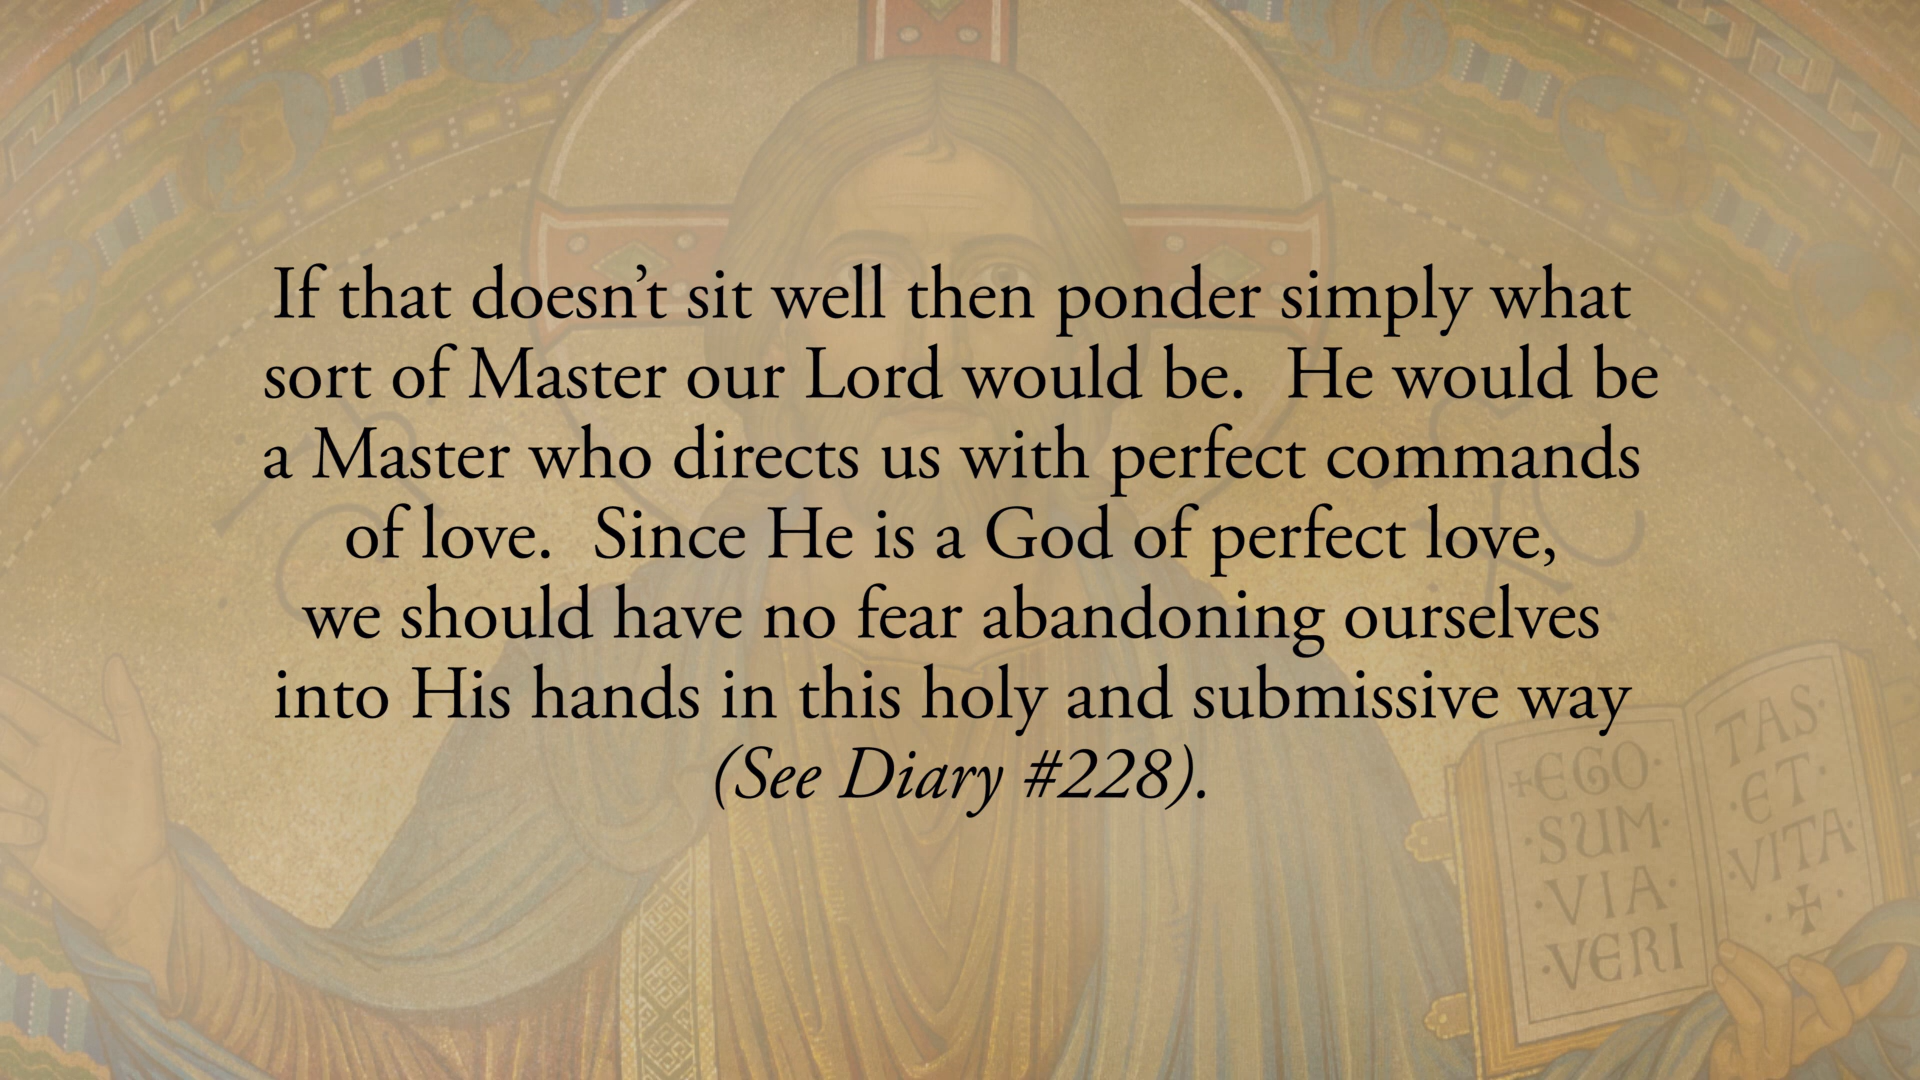 If that doesn’t sit well then ponder simply what
sort of Master our Lord would be.  He would be
a Master who directs us with perfect commands
of love.  Since He is a God of perfect love,
we should have no fear abandoning ourselves
into His hands in this holy and submissive way
(See Diary #228).
+EGO·
·SUM·
·VIA·
·VERI
TAS·
·ET·
·VITA·
·+·